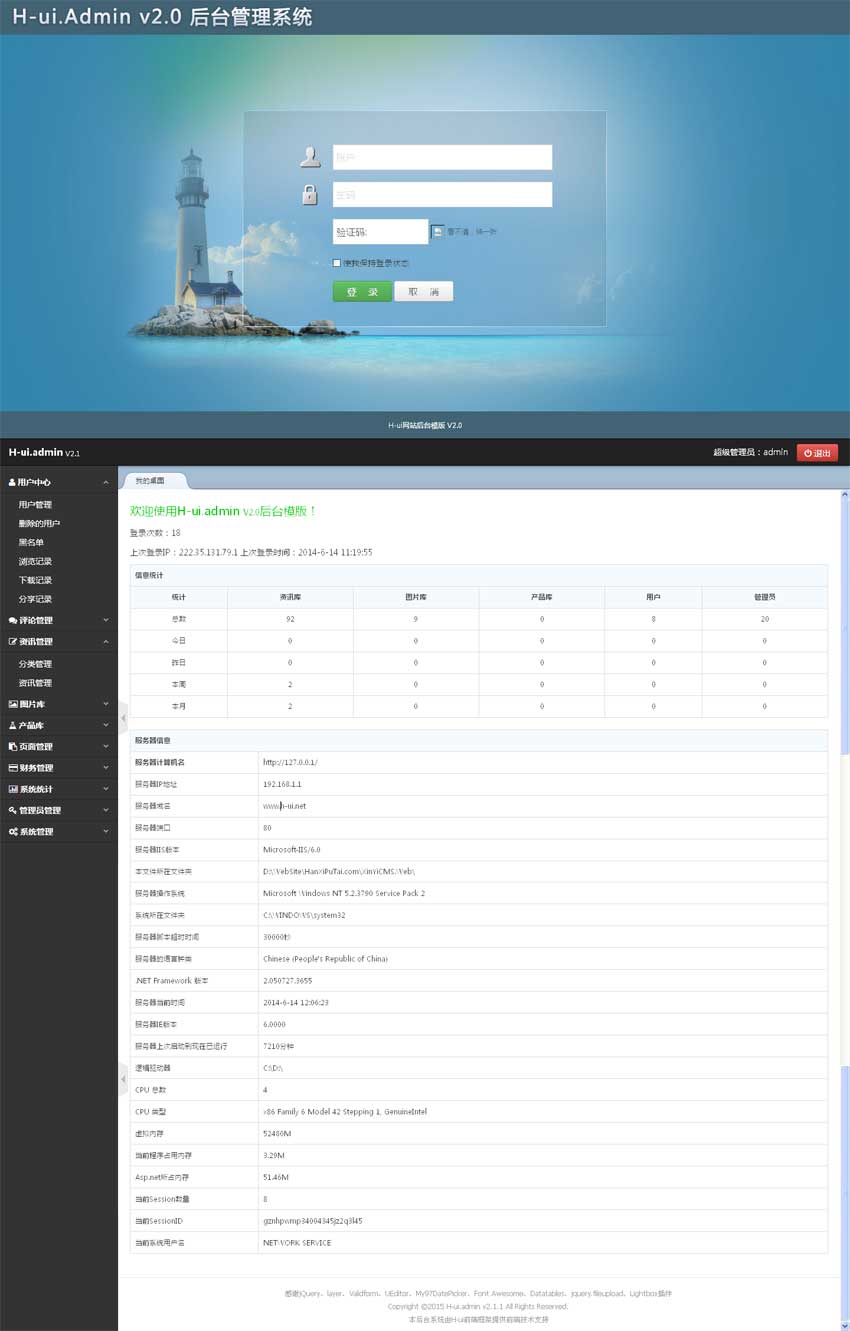 H-ui.Admin v2.0 后台管理系统
账户
密码
验证码:
看不清，换一张
使我保持登录状态
登 录 取 消
H-ui网站后台模版 V2.0
H-ui.admin V2.1 超级管理员：admin 退出
用户中心
用户管理
删除的用户
黑名单
浏览记录
下载记录
分享记录
评论管理
资讯管理
分类管理
资讯管理
图片库
产品库
页面管理
财务管理
系统统计
管理员管理
系统管理
我的桌面
欢迎使用H-ui.admin V2.0后台模版！
登录次数：18
上次登录IP：222.35.131.79.1 上次登录时间：2014-6-14 11:19:55
信息统计
统计 资讯库 图片库 产品库 用户 管理员
总数 92 9 0 8 20
今日 0 0 0 0 0
昨日 0 0 0 0 0
本周 2 0 0 0 0
本月 2 0 0 0 0
服务器信息
服务器计算机名 http://127.0.0.1/
服务器IP地址 192.168.1.1
服务器域名 www.h-ui.net
服务器端口 80
服务器IIS版本 Microsoft-IIS/6.0
本文件所在文件夹 D:\WebSite\HanXiPuTai.com\XinYiCMS.Web\
服务器操作系统 Microsoft Windows NT 5.2.3790 Service Pack 2
系统所在文件夹 C:\WINDOWS\system32
服务器脚本超时时间 30000秒
服务器的语言种类 Chinese (People's Republic of China)
.NET Framework 版本 2.050727.3655
服务器当前时间 2014-6-14 12:06:23
服务器IE版本 6.0000
服务器上次启动到现在已运行 7210分钟
逻辑驱动器 C:\D:\
CPU 总数 4
CPU 类型 x86 Family 6 Model 42 Stepping 1, GenuineIntel
虚拟内存 52480M
当前程序占用内存 3.29M
Asp.net所占内存 51.46M
当前Session数量 8
当前SessionID gznhpwmp34004345jz2q3l45
当前系统用户名 NETWORK SERVICE
感谢jQuery、layer、Validform、UEditor、My97DatePicker、Font Awesome、Datatables、jquery.fileupload、Lightbox插件
Copyright ©2015 H-ui.admin v2.1.1 All Rights Reserved.
本后台系统由H-ui前端框架提供前端技术支持